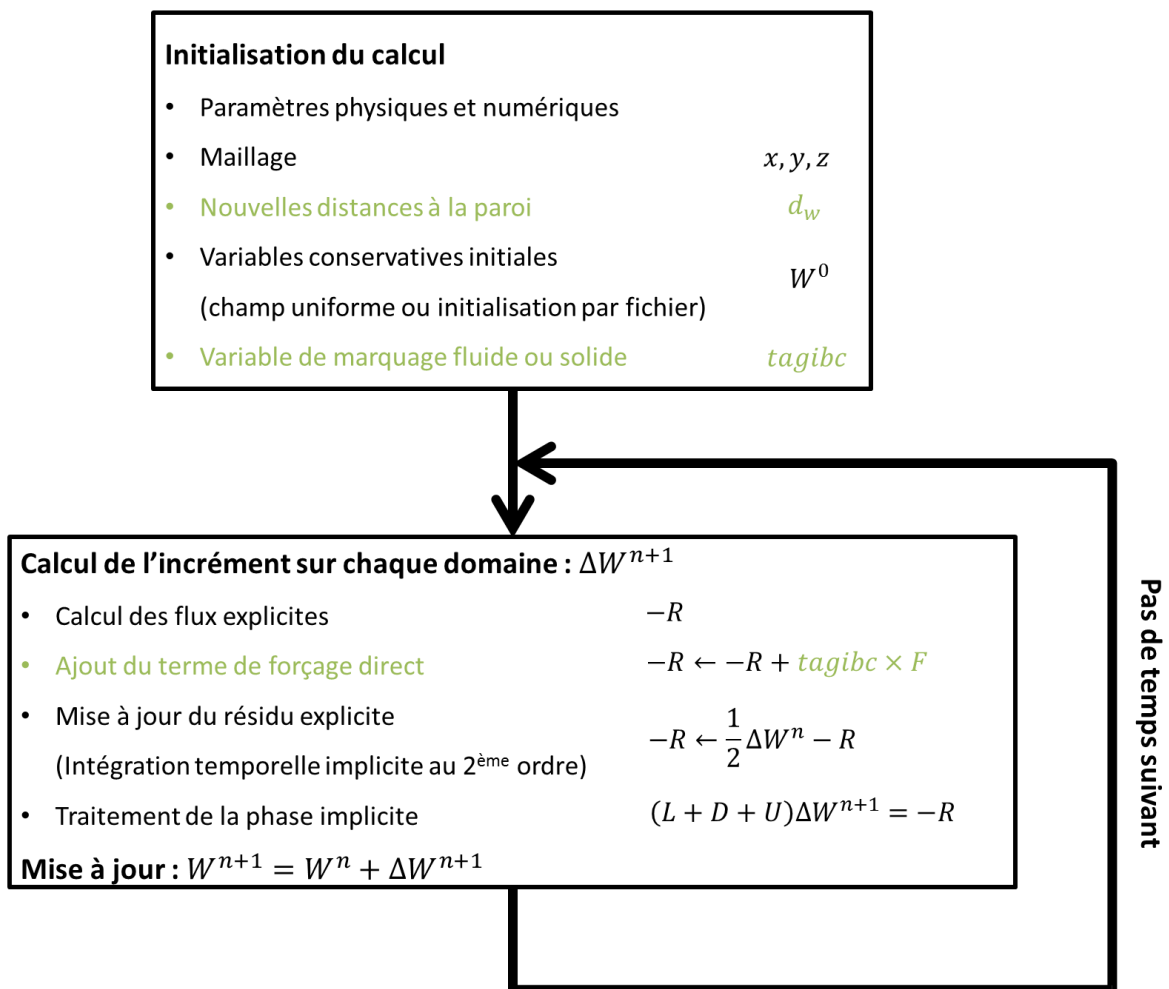 Initialisation du calcul
• Paramètres physiques et numériques
• Maillage x, y, z
• Nouvelles distances à la paroi d_w
• Variables conservatives initiales
(champ uniforme ou initialisation par fichier) W^0
• Variable de marquage fluide ou solide tagibc
Calcul de l'incrément sur chaque domaine : ΔW^{n+1}
• Calcul des flux explicites −R
• Ajout du terme de forçage direct −R ← −R + tagibc × F
• Mise à jour du résidu explicite
(Intégration temporelle implicite au 2ème ordre) −R ← 1/2 ΔW^n − R
• Traitement de la phase implicite (L + D + U)ΔW^{n+1} = −R
Mise à jour : W^{n+1} = W^n + ΔW^{n+1}
Pas de temps suivant